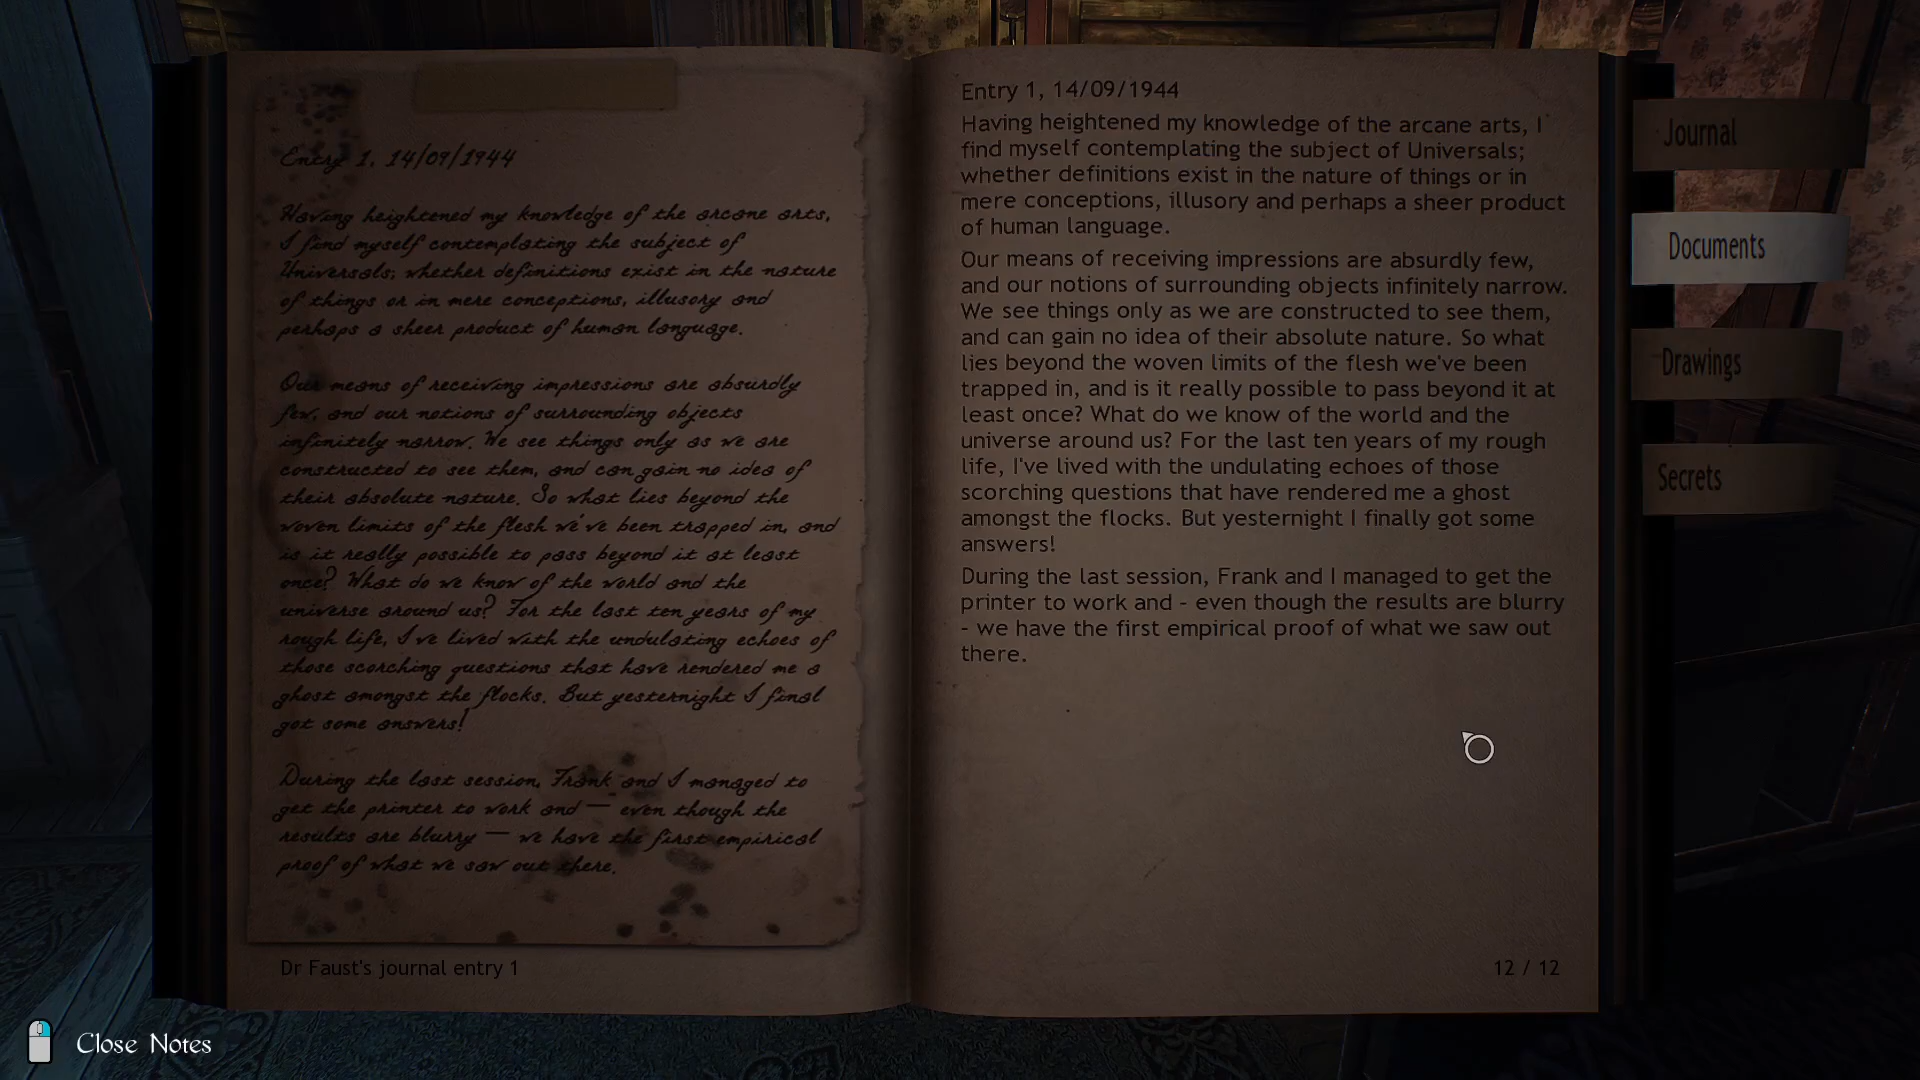 Entry 1, 14/09/1944
Having heightened my knowledge of the arcane arts,
I find myself contemplating the subject of
Universals; whether definitions exist in the nature
of things or in mere conceptions, illusory and
perhaps a sheer product of human language.
Our means of receiving impressions are absurdly
few, and our notions of surrounding objects
infinitely narrow. We see things only as we are
constructed to see them, and can gain no idea of
their absolute nature. So what lies beyond the
woven limits of the flesh we've been trapped in, and
is it really possible to pass beyond it at least
once? What do we know of the world and the
universe around us? For the last ten years of my
rough life, I've lived with the undulating echoes of
those scorching questions that have rendered me a
ghost amongst the flocks. But yesternight I final
got some answers!
During the last session, Frank and I managed to
get the printer to work and — even though the
results are blurry — we have the first empirical
proof of what we saw out there.
Dr Faust's journal entry 1
Entry 1, 14/09/1944
Having heightened my knowledge of the arcane arts, I
find myself contemplating the subject of Universals;
whether definitions exist in the nature of things or in
mere conceptions, illusory and perhaps a sheer product
of human language.
Our means of receiving impressions are absurdly few,
and our notions of surrounding objects infinitely narrow.
We see things only as we are constructed to see them,
and can gain no idea of their absolute nature. So what
lies beyond the woven limits of the flesh we've been
trapped in, and is it really possible to pass beyond it at
least once? What do we know of the world and the
universe around us? For the last ten years of my rough
life, I've lived with the undulating echoes of those
scorching questions that have rendered me a ghost
amongst the flocks. But yesternight I finally got some
answers!
During the last session, Frank and I managed to get the
printer to work and - even though the results are blurry
- we have the first empirical proof of what we saw out
there.
12 / 12
Journal
Documents
Drawings
Secrets
Close Notes